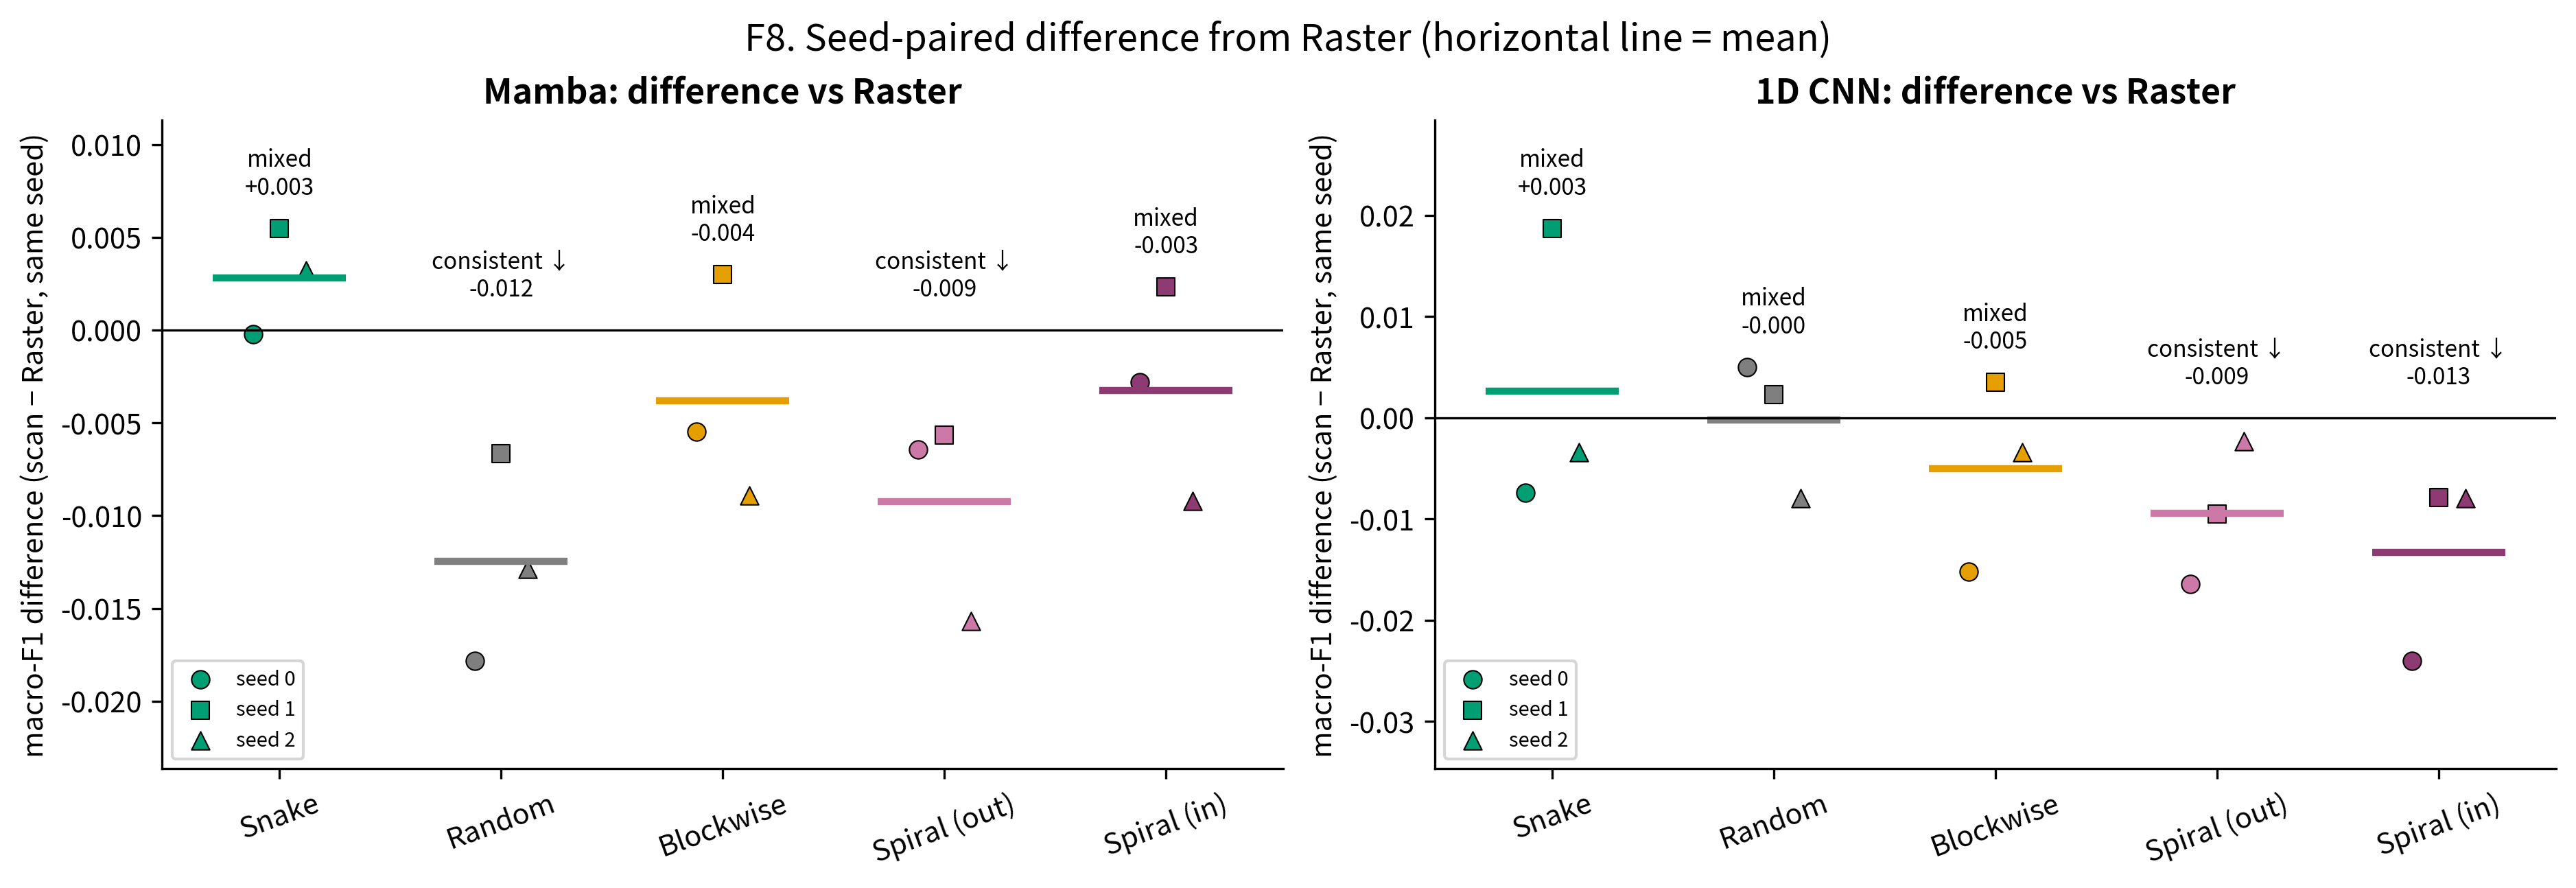 F8. Seed-paired difference from Raster (horizontal line = mean)
Mamba: difference vs Raster
macro-F1 difference (scan − Raster, same seed)
0.010
0.005
0.000
-0.005
-0.010
-0.015
-0.020
mixed
+0.003
consistent ↓
-0.012
mixed
-0.004
consistent ↓
-0.009
mixed
-0.003
seed 0
seed 1
seed 2
Snake
Random
Blockwise
Spiral (out)
Spiral (in)
1D CNN: difference vs Raster
macro-F1 difference (scan − Raster, same seed)
0.02
0.01
0.00
-0.01
-0.02
-0.03
mixed
+0.003
mixed
-0.000
mixed
-0.005
consistent ↓
-0.009
consistent ↓
-0.013
seed 0
seed 1
seed 2
Snake
Random
Blockwise
Spiral (out)
Spiral (in)